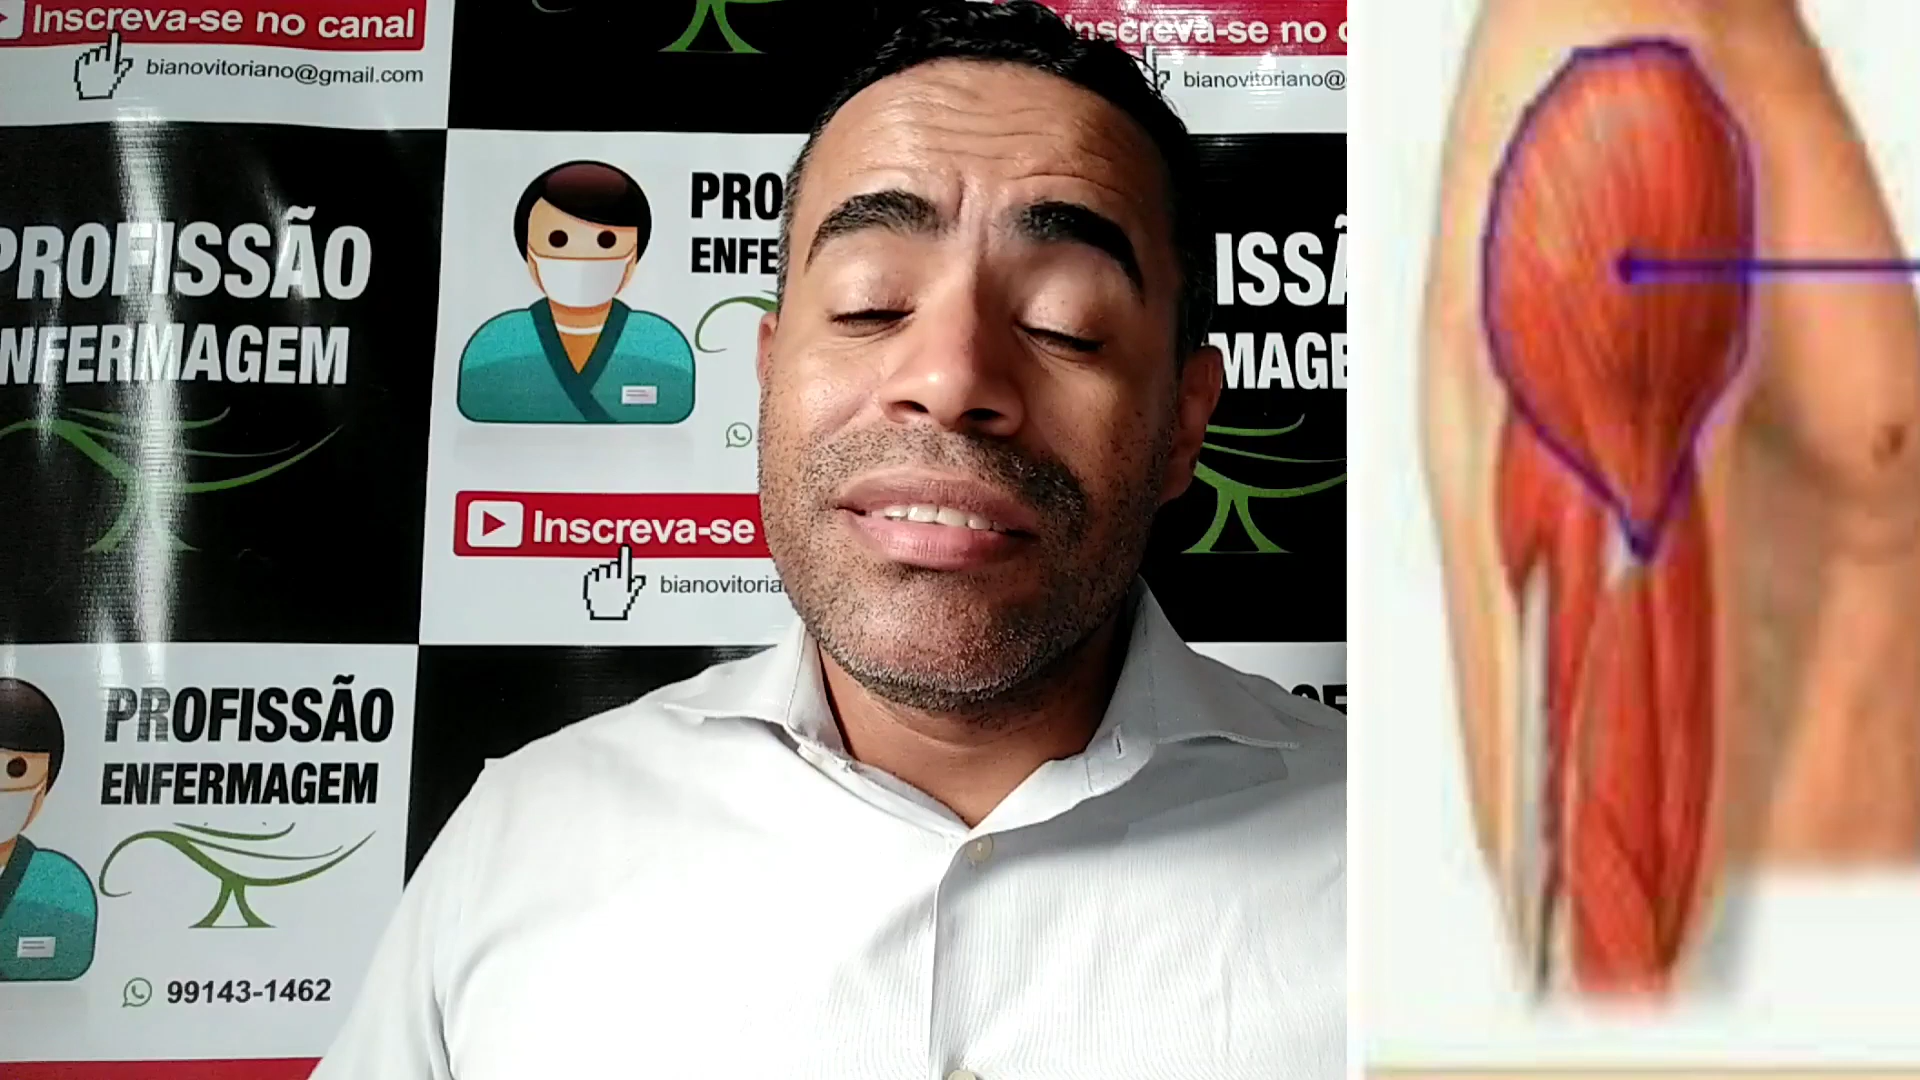 Inscreva-se no canal
bianovitoriano@gmail.com
Inscreva-se no c
bianovitoriano@
PROFISSÃO
NFERMAGEM
PRO
ENFE
ISSÃ
MAGE
Inscreva-se
bianovitoria
PROFISSÃO
ENFERMAGEM
99143-1462